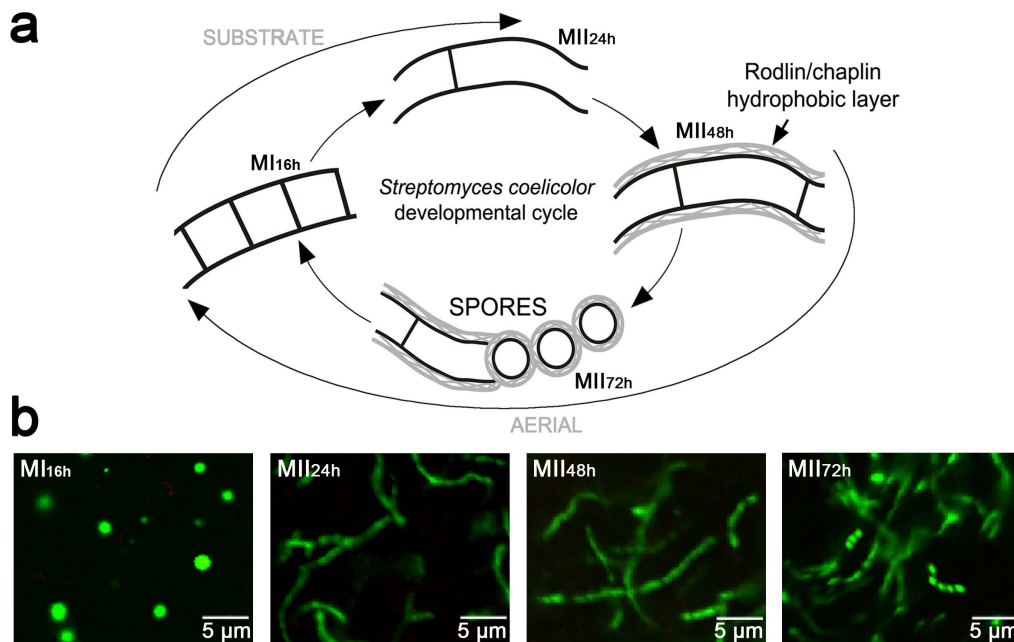 a
SUBSTRATE
MII24h
Rodlin/chaplin
hydrophobic layer
MII48h
MI16h
Streptomyces coelicolor
developmental cycle
SPORES
MII72h
AERIAL
b
MI16h
5 µm
MII24h
5 µm
MII48h
5 µm
MII72h
5 µm